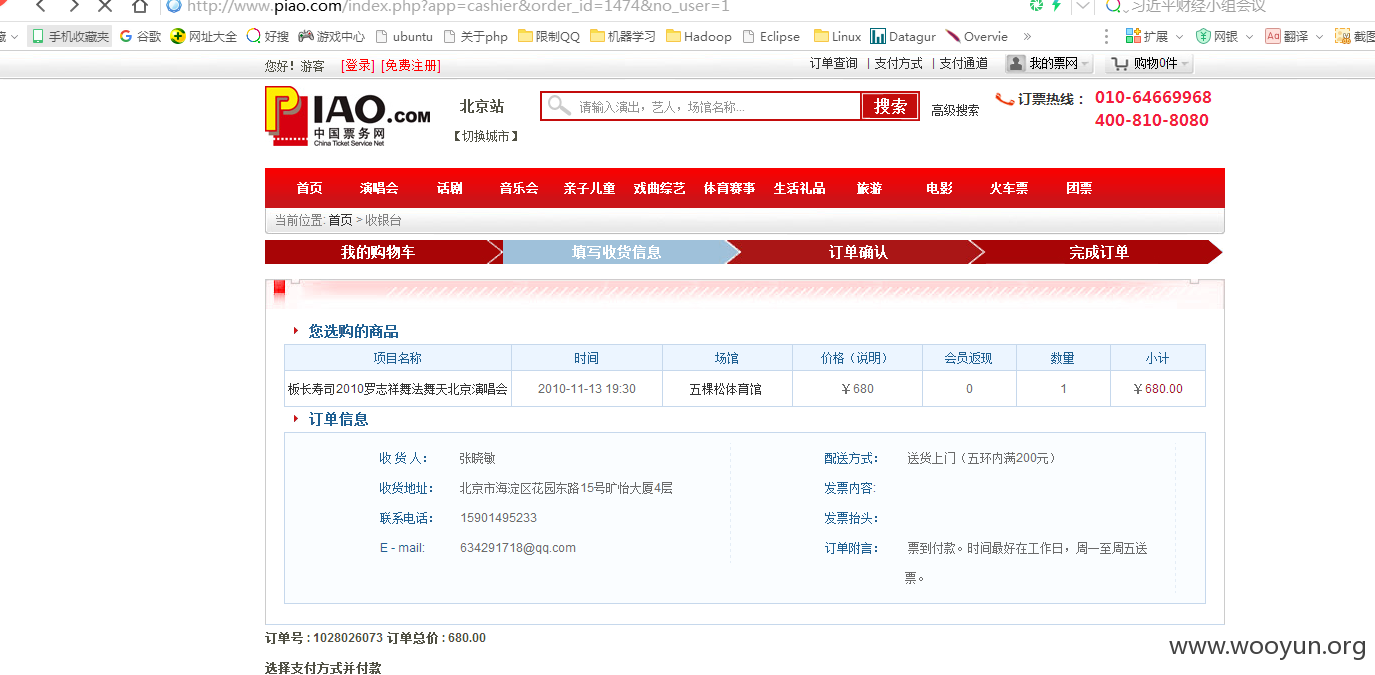 http://www.piao.com/index.php?app=cashier&order_id=1474&no_user=1 习近平财经小组会议
藏 手机收藏夹 谷歌 网址大全 好搜 游戏中心 ubuntu 关于php 限制QQ 机器学习 Hadoop Eclipse Linux Datagur Overvie » 扩展 网银 Aa 翻译 截图
您好！游客 [登录] [免费注册] 订单查询 | 支付方式 | 支付通道 我的票网 购物0件
PIAO.COM
中国票务网
China Ticket Service Net
北京站
【切换城市】
请输入演出，艺人，场馆名称... 搜索 高级搜索
订票热线： 010-64669968
400-810-8080
首页 演唱会 话剧 音乐会 亲子儿童 戏曲综艺 体育赛事 生活礼品 旅游 电影 火车票 团票
当前位置: 首页 > 收银台
我的购物车 填写收货信息 订单确认 完成订单
您选购的商品
项目名称 时间 场馆 价格（说明） 会员返现 数量 小计
板长寿司2010罗志祥舞法舞天北京演唱会 2010-11-13 19:30 五棵松体育馆 ￥680 0 1 ￥680.00
订单信息
收 货 人： 张晓敏 配送方式： 送货上门（五环内满200元）
收货地址： 北京市海淀区花园东路15号旷怡大厦4层 发票内容:
联系电话： 15901495233 发票抬头：
E - mail: 634291718@qq.com 订单附言： 票到付款。时间最好在工作日，周一至周五送
票。
订单号 : 1028026073 订单总价 : 680.00
选择支付方式并付款
www.wooyun.org